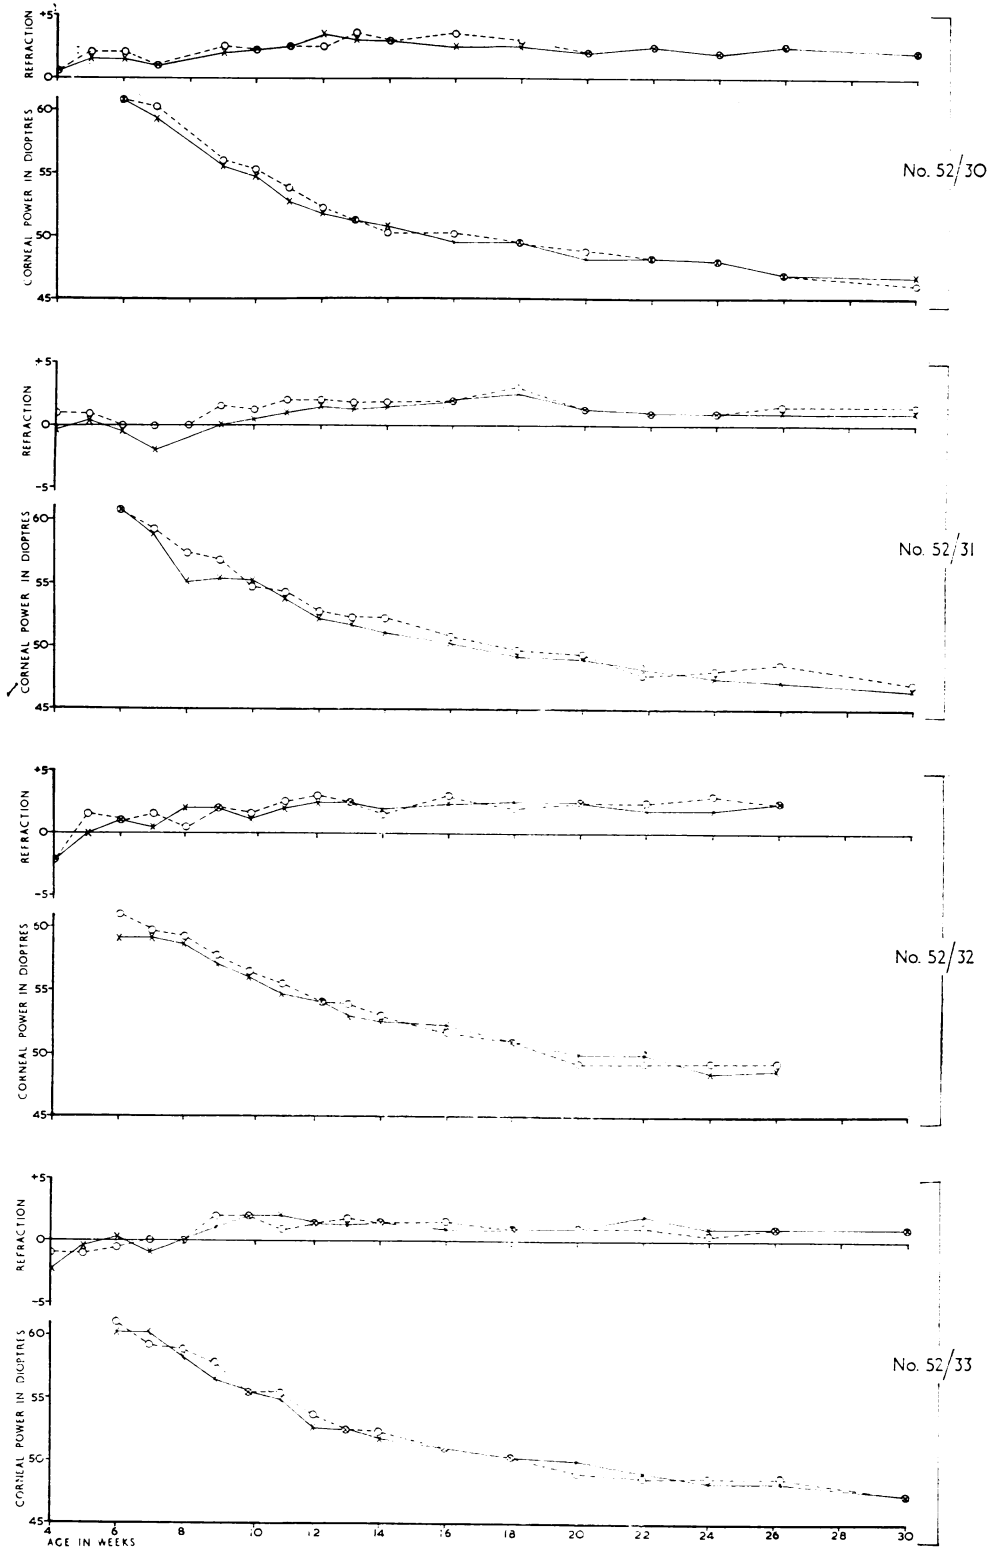 +5
REFRACTION
0
60
55
50
45
CORNEAL POWER IN DIOPTRES
No. 52/30
+5
REFRACTION
0
-5
60
55
50
45
CORNEAL POWER IN DIOPTRES
No. 52/31
+5
REFRACTION
0
-5
60
55
50
45
CORNEAL POWER IN DIOPTRES
No. 52/32
+5
REFRACTION
0
-5
60
55
50
45
CORNEAL POWER IN DIOPTRES
No. 52/33
4 6 8 10 12 14 16 18 20 22 24 26 28 30
AGE IN WEEKS